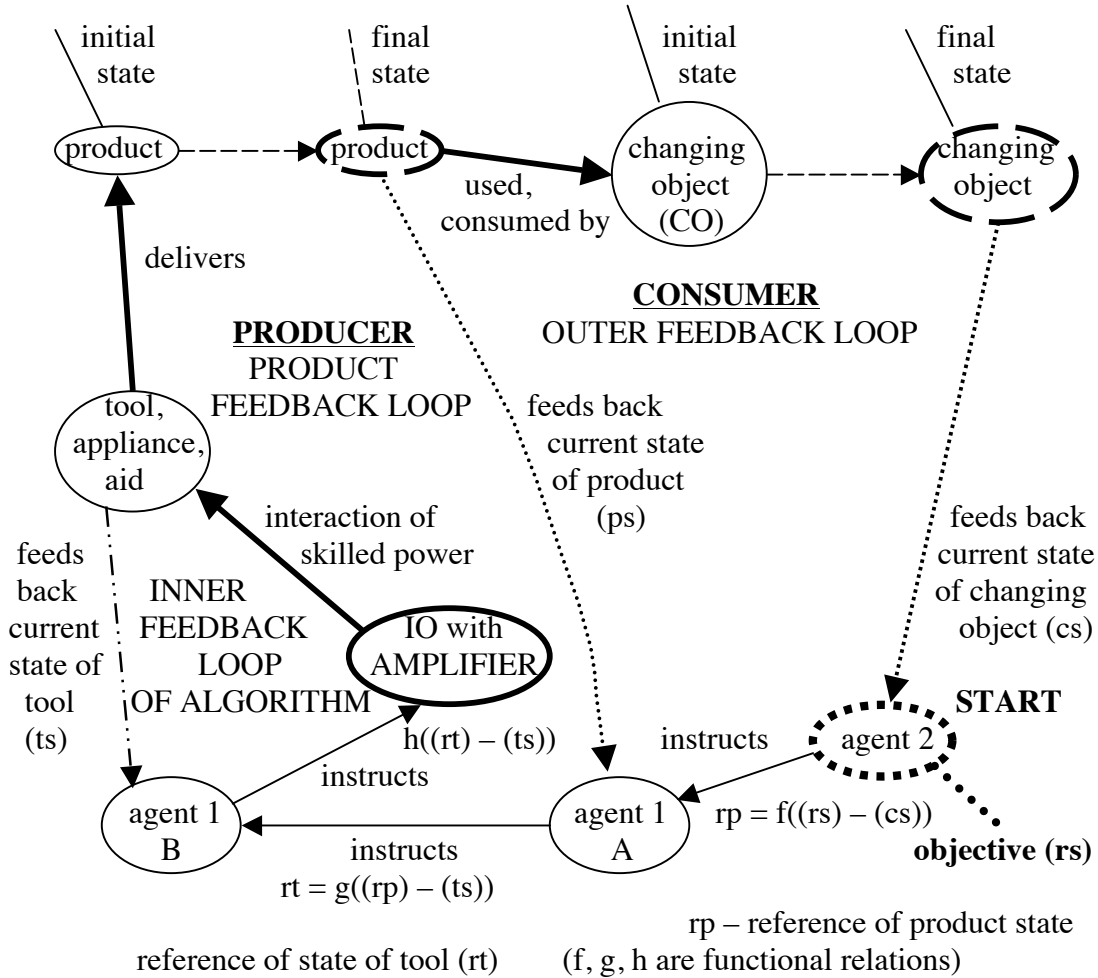 initial
state
final
state
initial
state
final
state
product
product
changing
object
(CO)
changing
object
used,
consumed by
delivers
CONSUMER
OUTER FEEDBACK LOOP
PRODUCER
PRODUCT
FEEDBACK LOOP
tool,
appliance,
aid
feeds back
current state
of product
(ps)
interaction of
skilled power
feeds back
current state
of changing
object (cs)
feeds
back
current
state of
tool
(ts)
INNER
FEEDBACK
LOOP
OF ALGORITHM
IO with
AMPLIFIER
START
h((rt) – (ts))
instructs
instructs
agent 2
agent 1
B
agent 1
A
rp = f((rs) – (cs))
objective (rs)
instructs
rt = g((rp) – (ts))
rp – reference of product state
reference of state of tool (rt)
(f, g, h are functional relations)